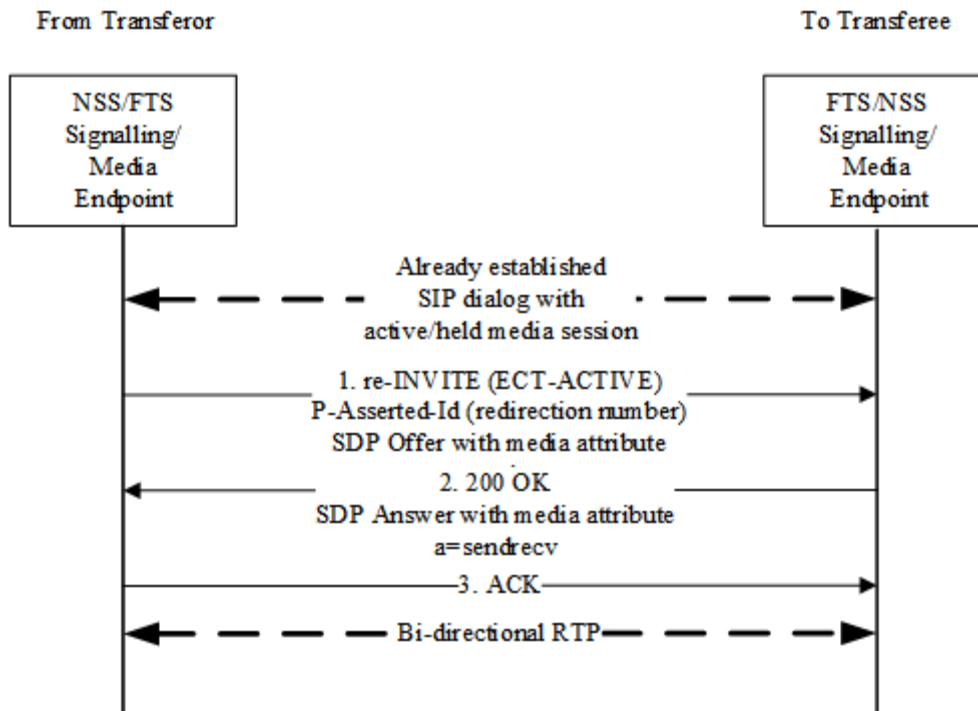 From Transferor
To Transferee
NSS/FTS
Signalling/
Media
Endpoint
FTS/NSS
Signalling/
Media
Endpoint
Already established
SIP dialog with
active/held media session
1. re-INVITE (ECT-ACTIVE)
P-Asserted-Id (redirection number)
SDP Offer with media attribute
2. 200 OK
SDP Answer with media attribute
a=sendrecv
3. ACK
Bi-directional RTP